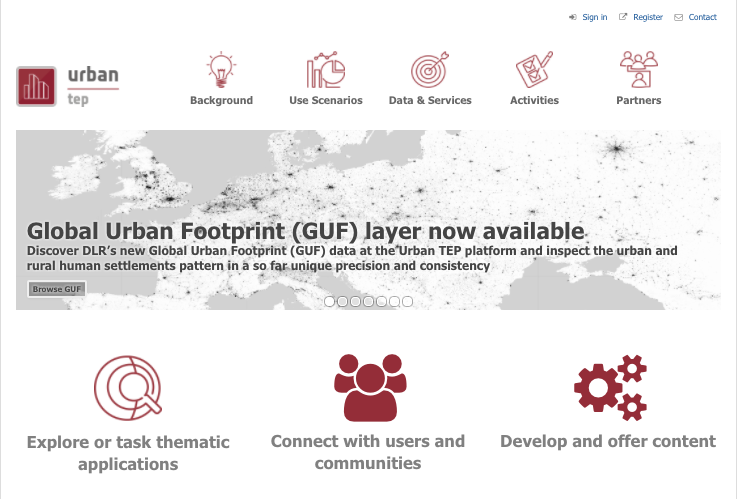 Sign in
Register
Contact
urban
tep
Background
Use Scenarios
Data & Services
Activities
Partners
Global Urban Footprint (GUF) layer now available
Discover DLR's new Global Urban Footprint (GUF) data at the Urban TEP platform and inspect the urban and
rural human settlements pattern in a so far unique precision and consistency
Browse GUF
Explore or task thematic
applications
Connect with users and
communities
Develop and offer content